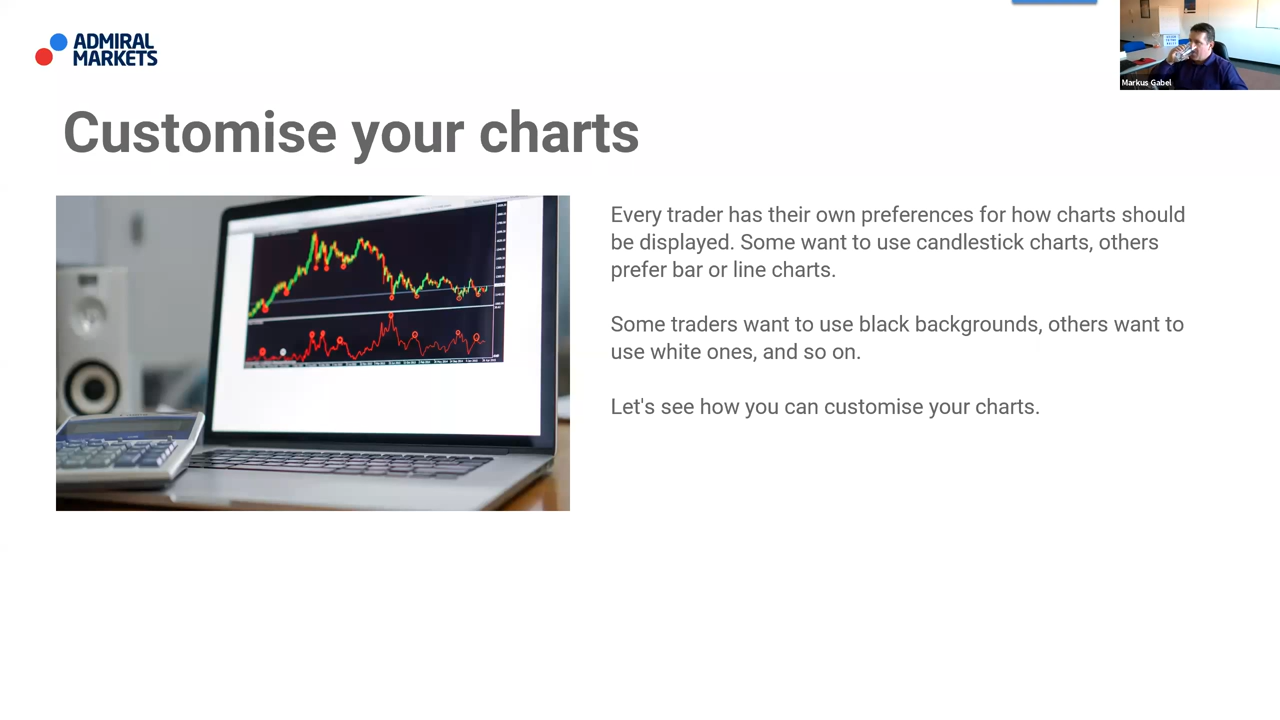 ADMIRAL
MARKETS
Markus Gabel
Customise your charts
Every trader has their own preferences for how charts should
be displayed. Some want to use candlestick charts, others
prefer bar or line charts.
Some traders want to use black backgrounds, others want to
use white ones, and so on.
Let's see how you can customise your charts.